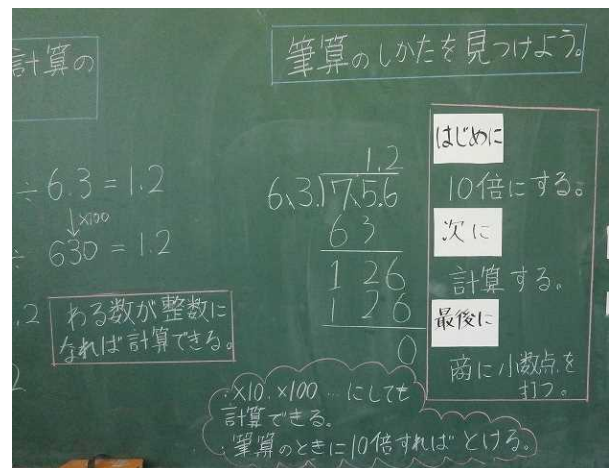 計算の
÷ 6.3 = 1.2
↓×100
÷ 630 = 1.2
.2
わる数が整数に
なれば計算できる。
2
筆算のしかたを見つけよう。
1.2
6.3.)7.5.6
63
126
126
0
はじめに
10倍にする。
次に
計算する。
最後に
商に小数点を
打つ。
・×10.×100…にしても
計算できる。
・筆算のときに10倍すればとける。